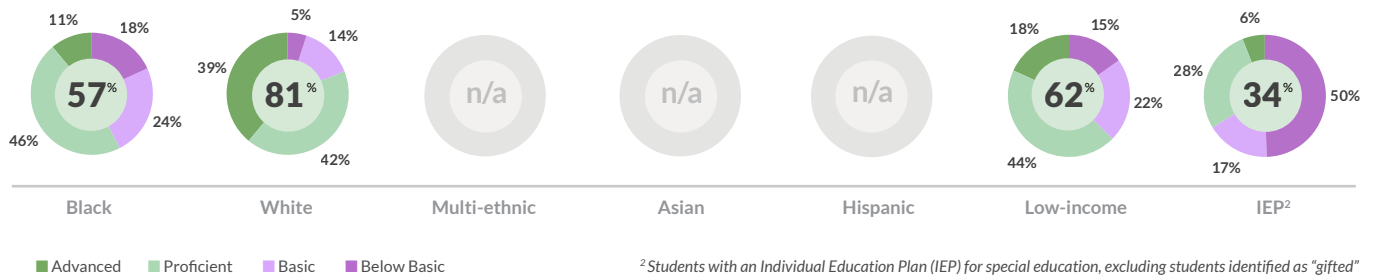 11%
18%
24%
46%
57%
5%
14%
39%
42%
81%
n/a
n/a
n/a
18%
15%
22%
44%
62%
6%
28%
50%
17%
34%
Black
White
Multi-ethnic
Asian
Hispanic
Low-income
IEP²
Advanced
Proficient
Basic
Below Basic
² Students with an Individual Education Plan (IEP) for special education, excluding students identified as “gifted”